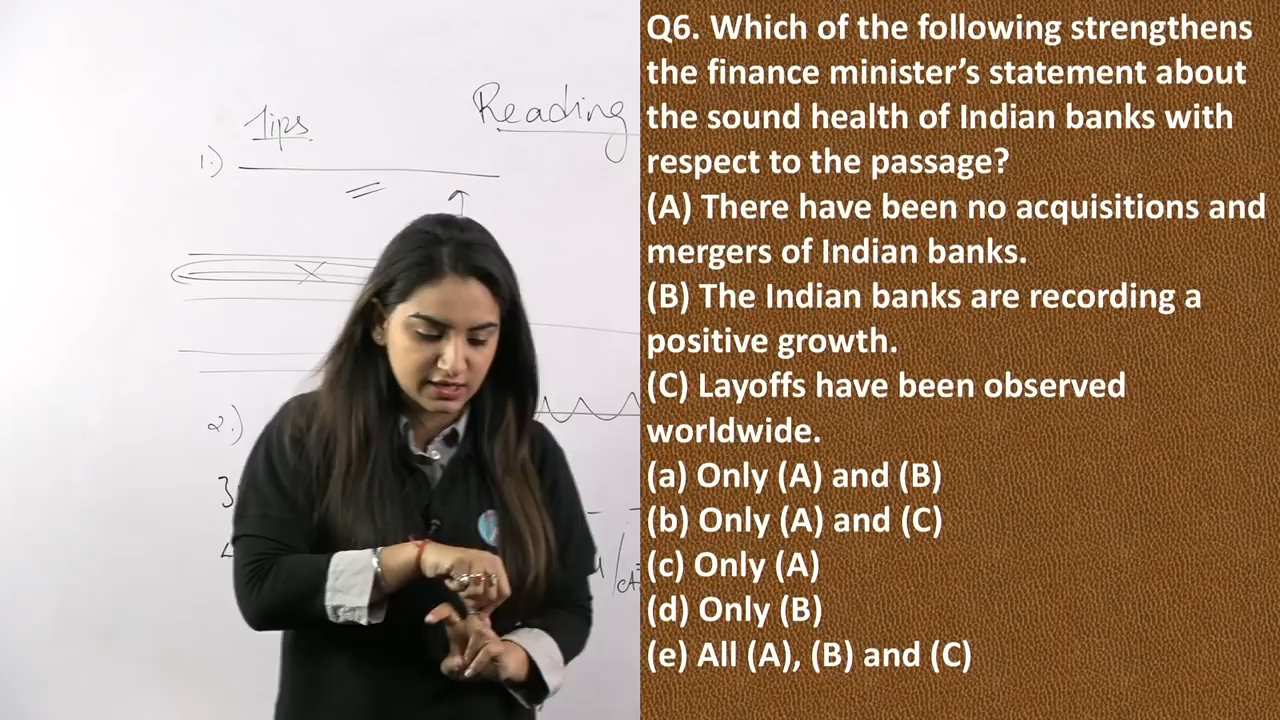 Tips
Reading
1.)
2.)
3
Q6. Which of the following strengthens
the finance minister’s statement about
the sound health of Indian banks with
respect to the passage?
(A) There have been no acquisitions and
mergers of Indian banks.
(B) The Indian banks are recording a
positive growth.
(C) Layoffs have been observed
worldwide.
(a) Only (A) and (B)
(b) Only (A) and (C)
(c) Only (A)
(d) Only (B)
(e) All (A), (B) and (C)